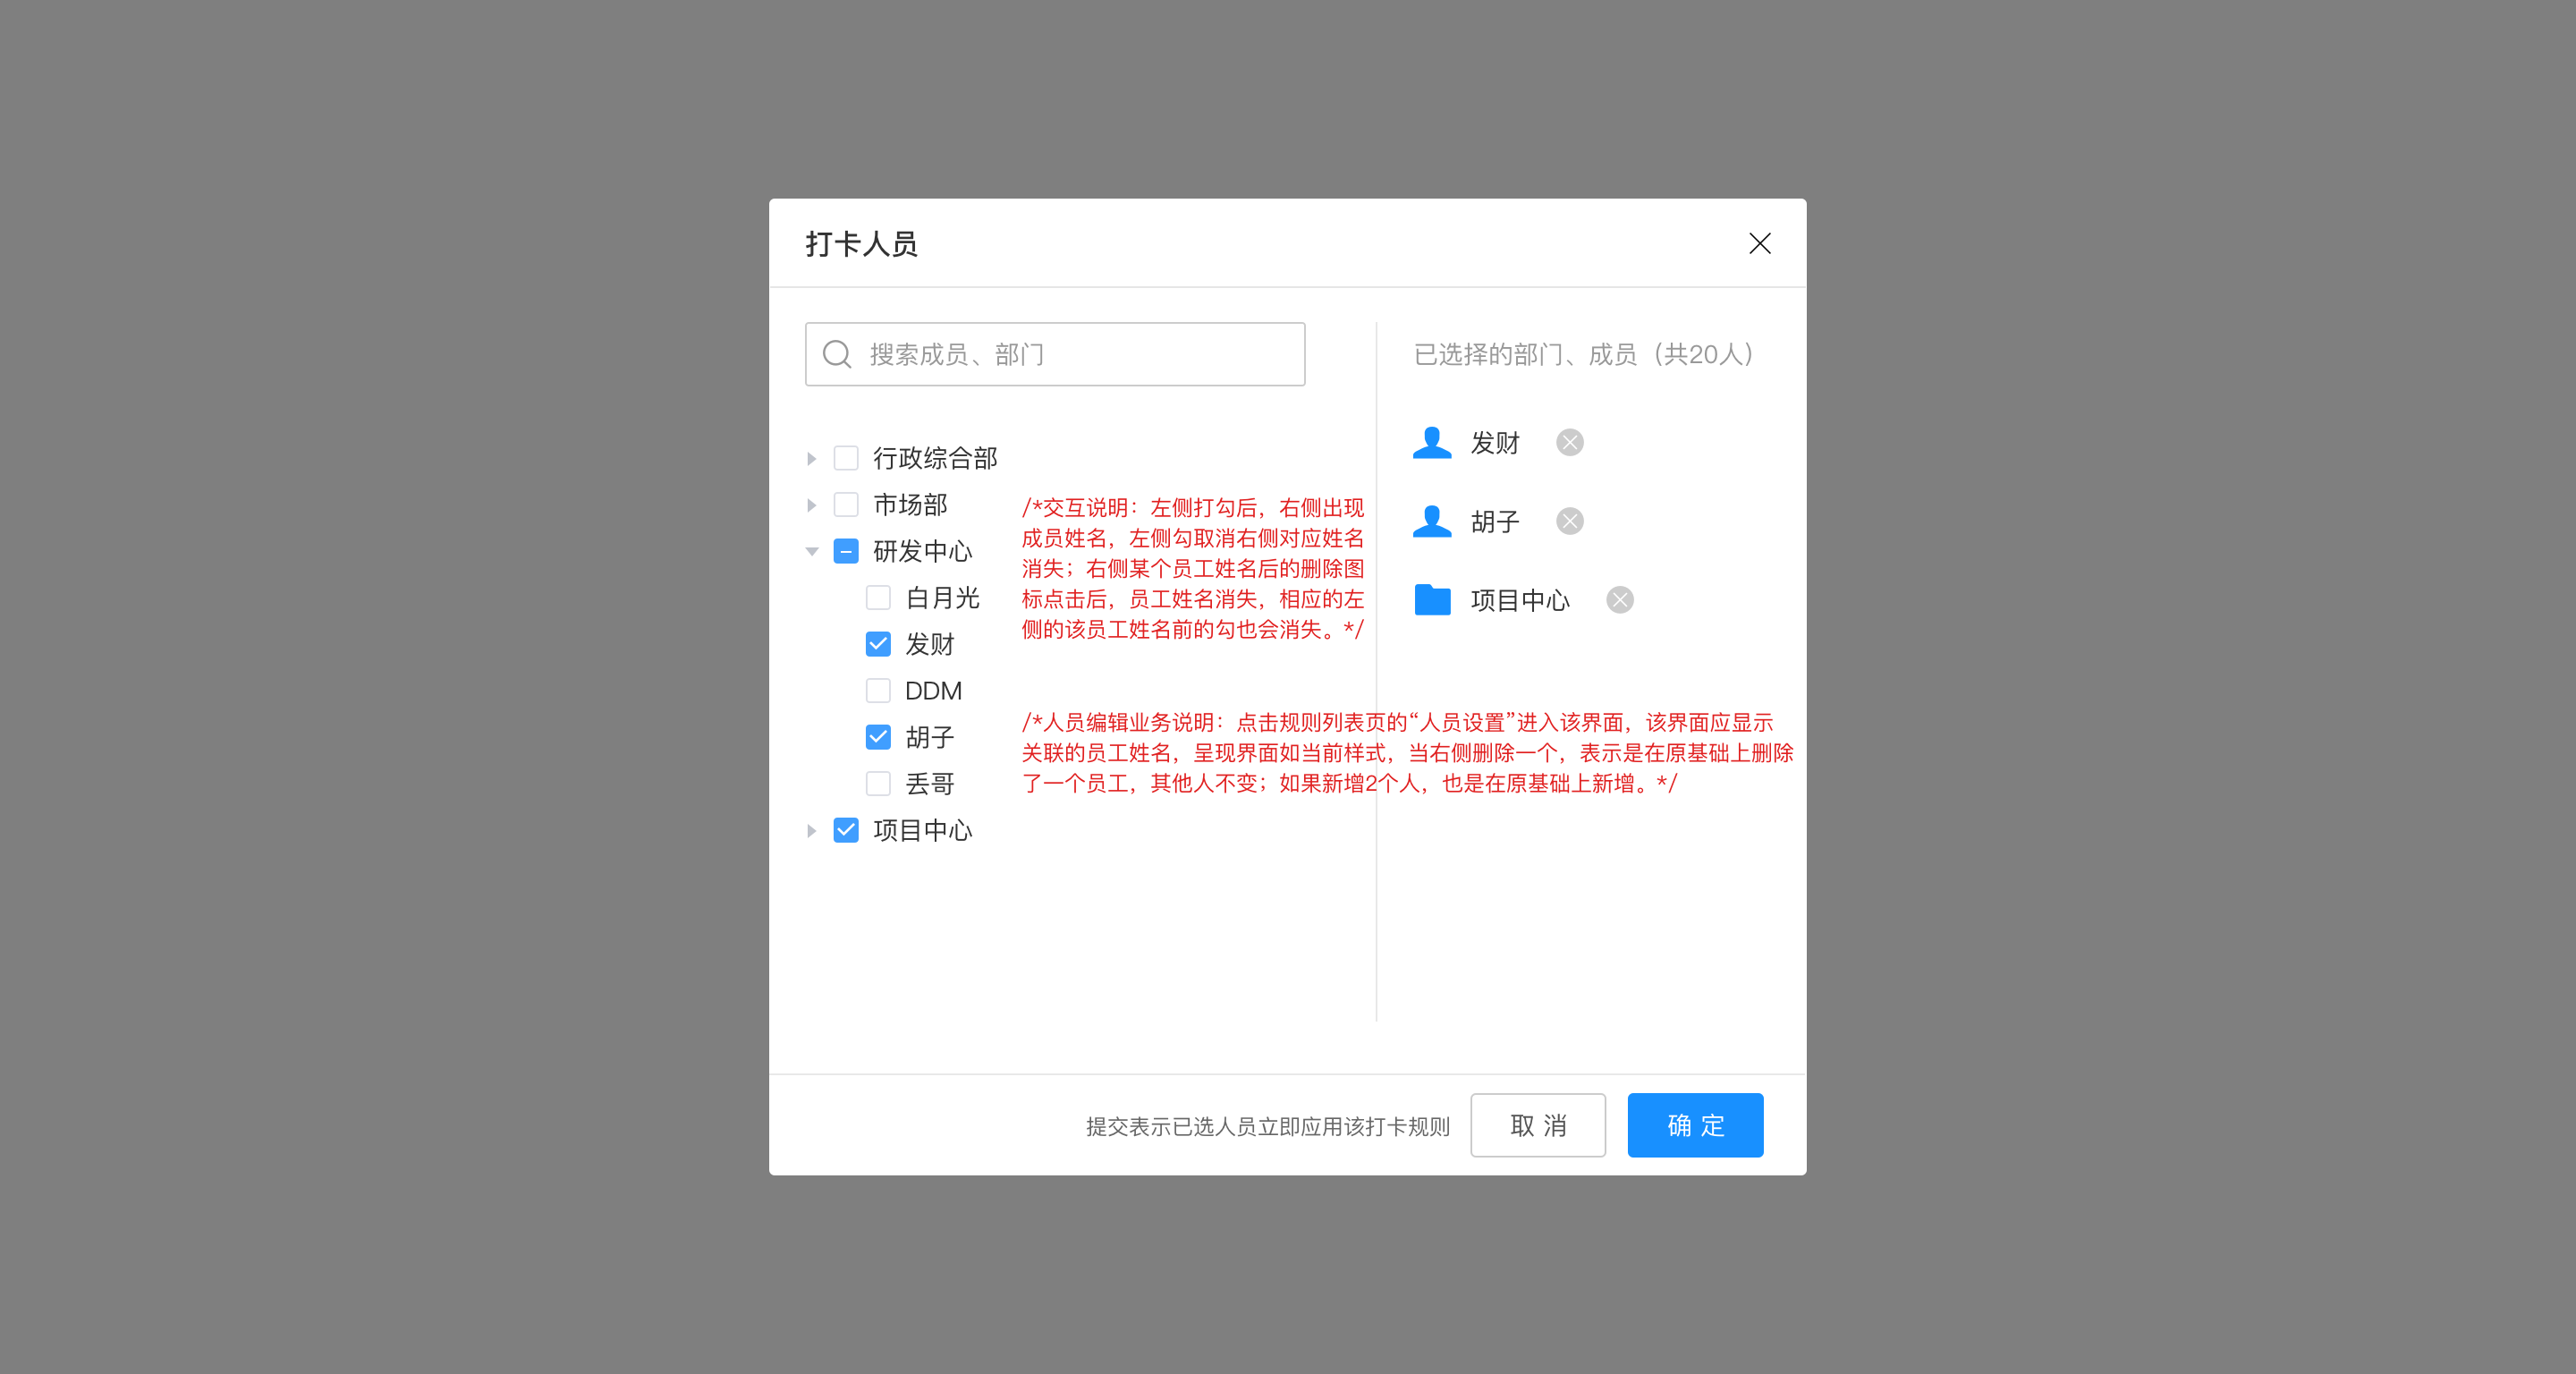 打卡人员
搜索成员、部门
行政综合部
市场部
研发中心
白月光
发财
DDM
胡子
丢哥
项目中心
/*交互说明：左侧打勾后，右侧出现
成员姓名，左侧勾取消右侧对应姓名
消失；右侧某个员工姓名后的删除图
标点击后，员工姓名消失，相应的左
侧的该员工姓名前的勾也会消失。*/
/*人员编辑业务说明：点击规则列表页的“人员设置”进入该界面，该界面应显示
关联的员工姓名，呈现界面如当前样式，当右侧删除一个，表示是在原基础上删除
了一个员工，其他人不变；如果新增2个人，也是在原基础上新增。*/
已选择的部门、成员（共20人）
发财
胡子
项目中心
提交表示已选人员立即应用该打卡规则
取 消
确 定